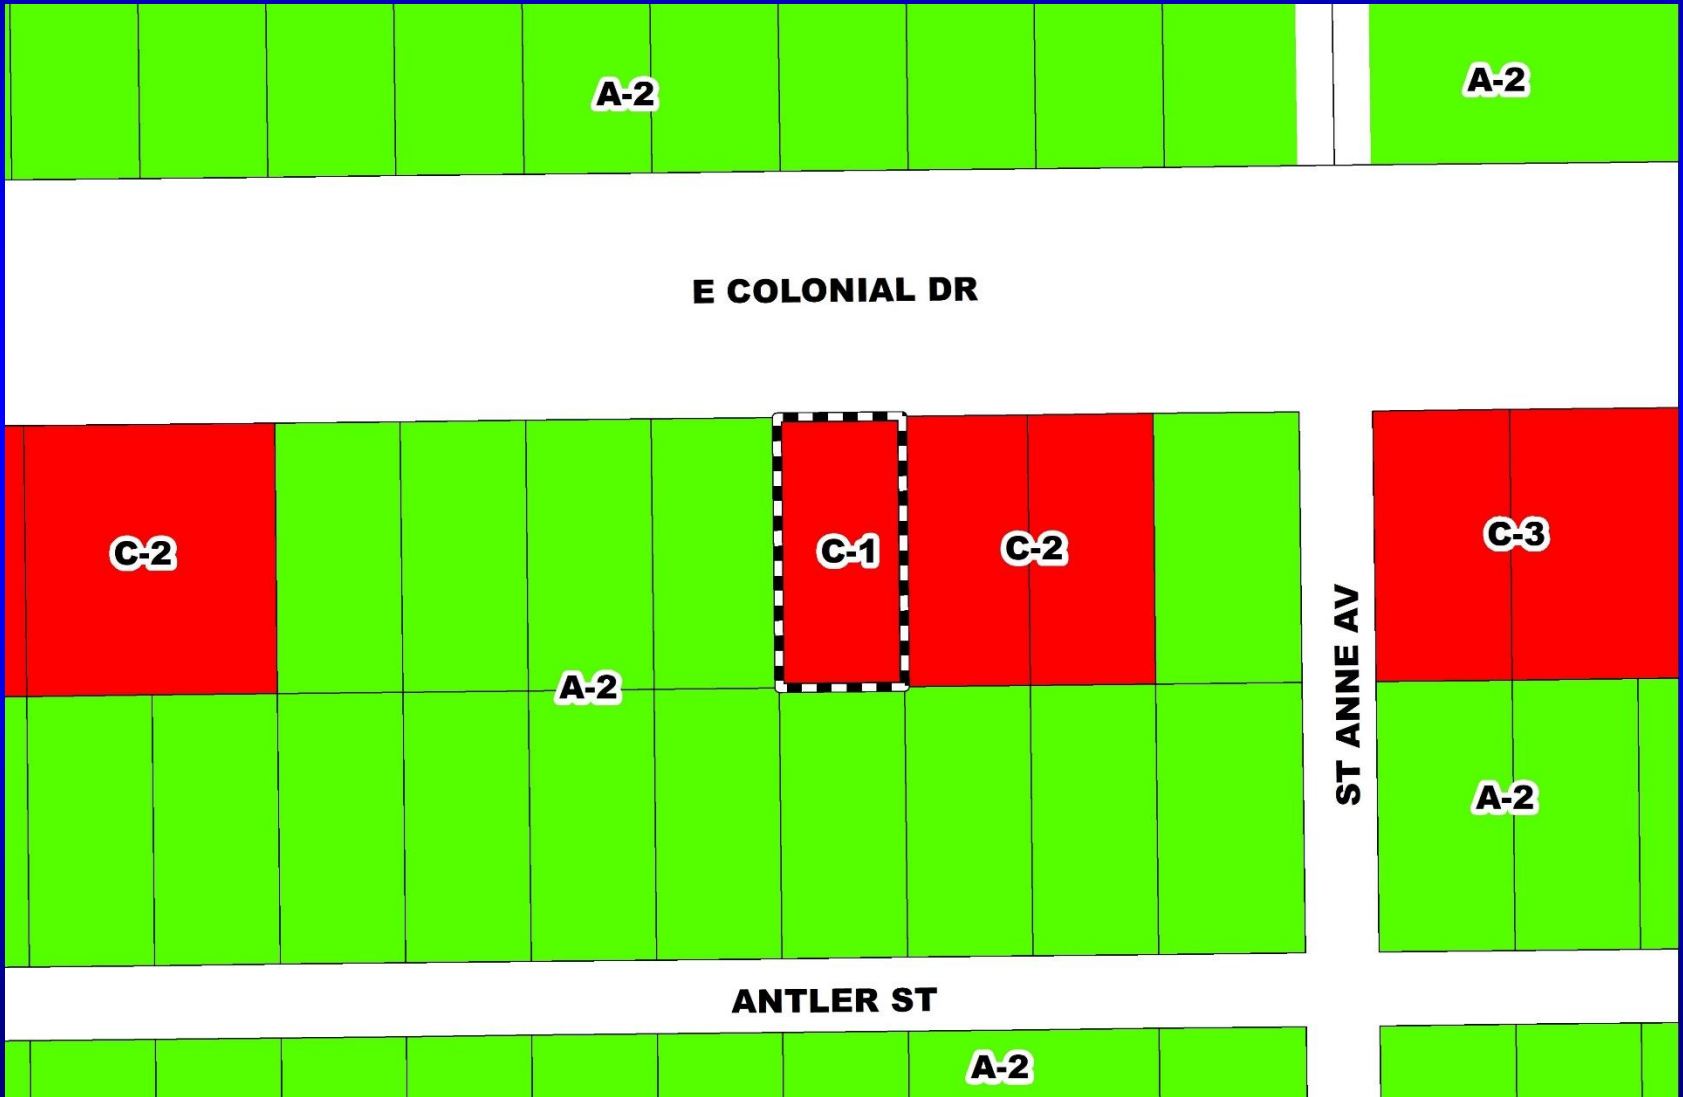 A-2
A-2
E COLONIAL DR
C-2
C-1
C-2
C-3
A-2
ST ANNE AV
A-2
ANTLER ST
A-2